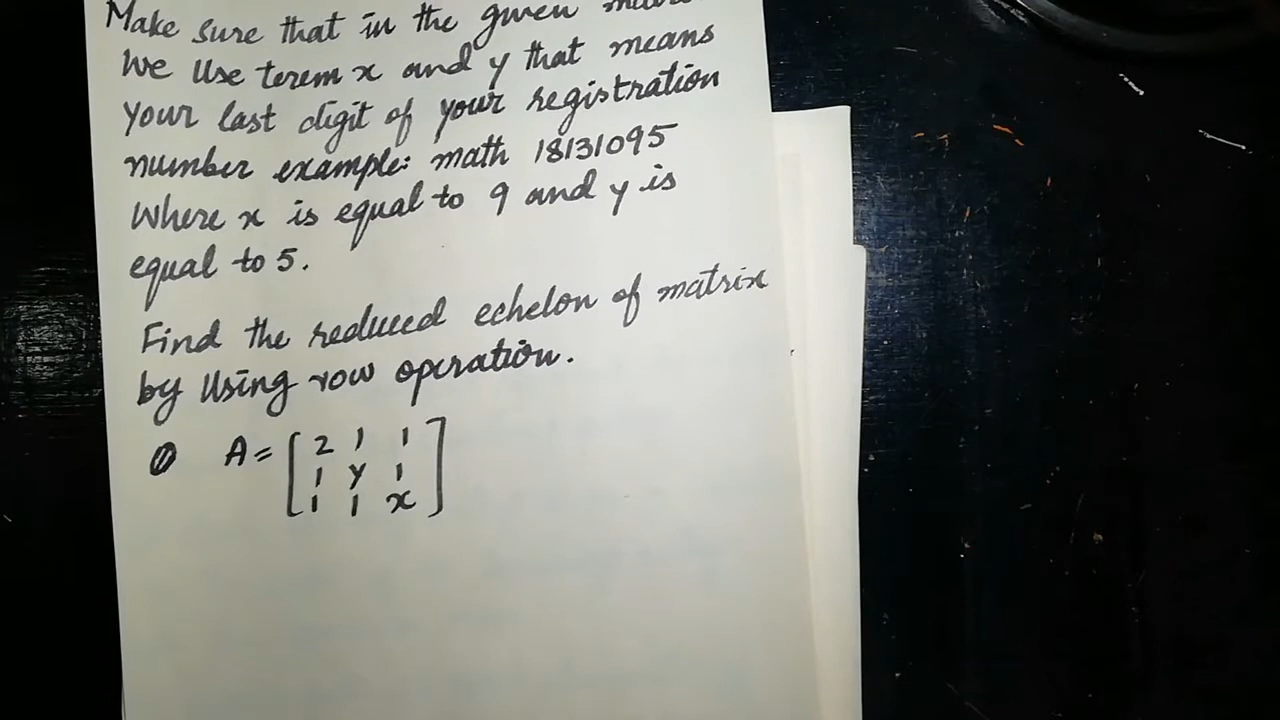 Make sure that in the given
We Use terem x and y that means
your last digit of your registration
number example: math 18131095
Where x is equal to 9 and y is
equal to 5.
Find the reduced echelon of matrix
by Using row operation.
A = [ 2 1 1
1 y 1
1 1 x ]